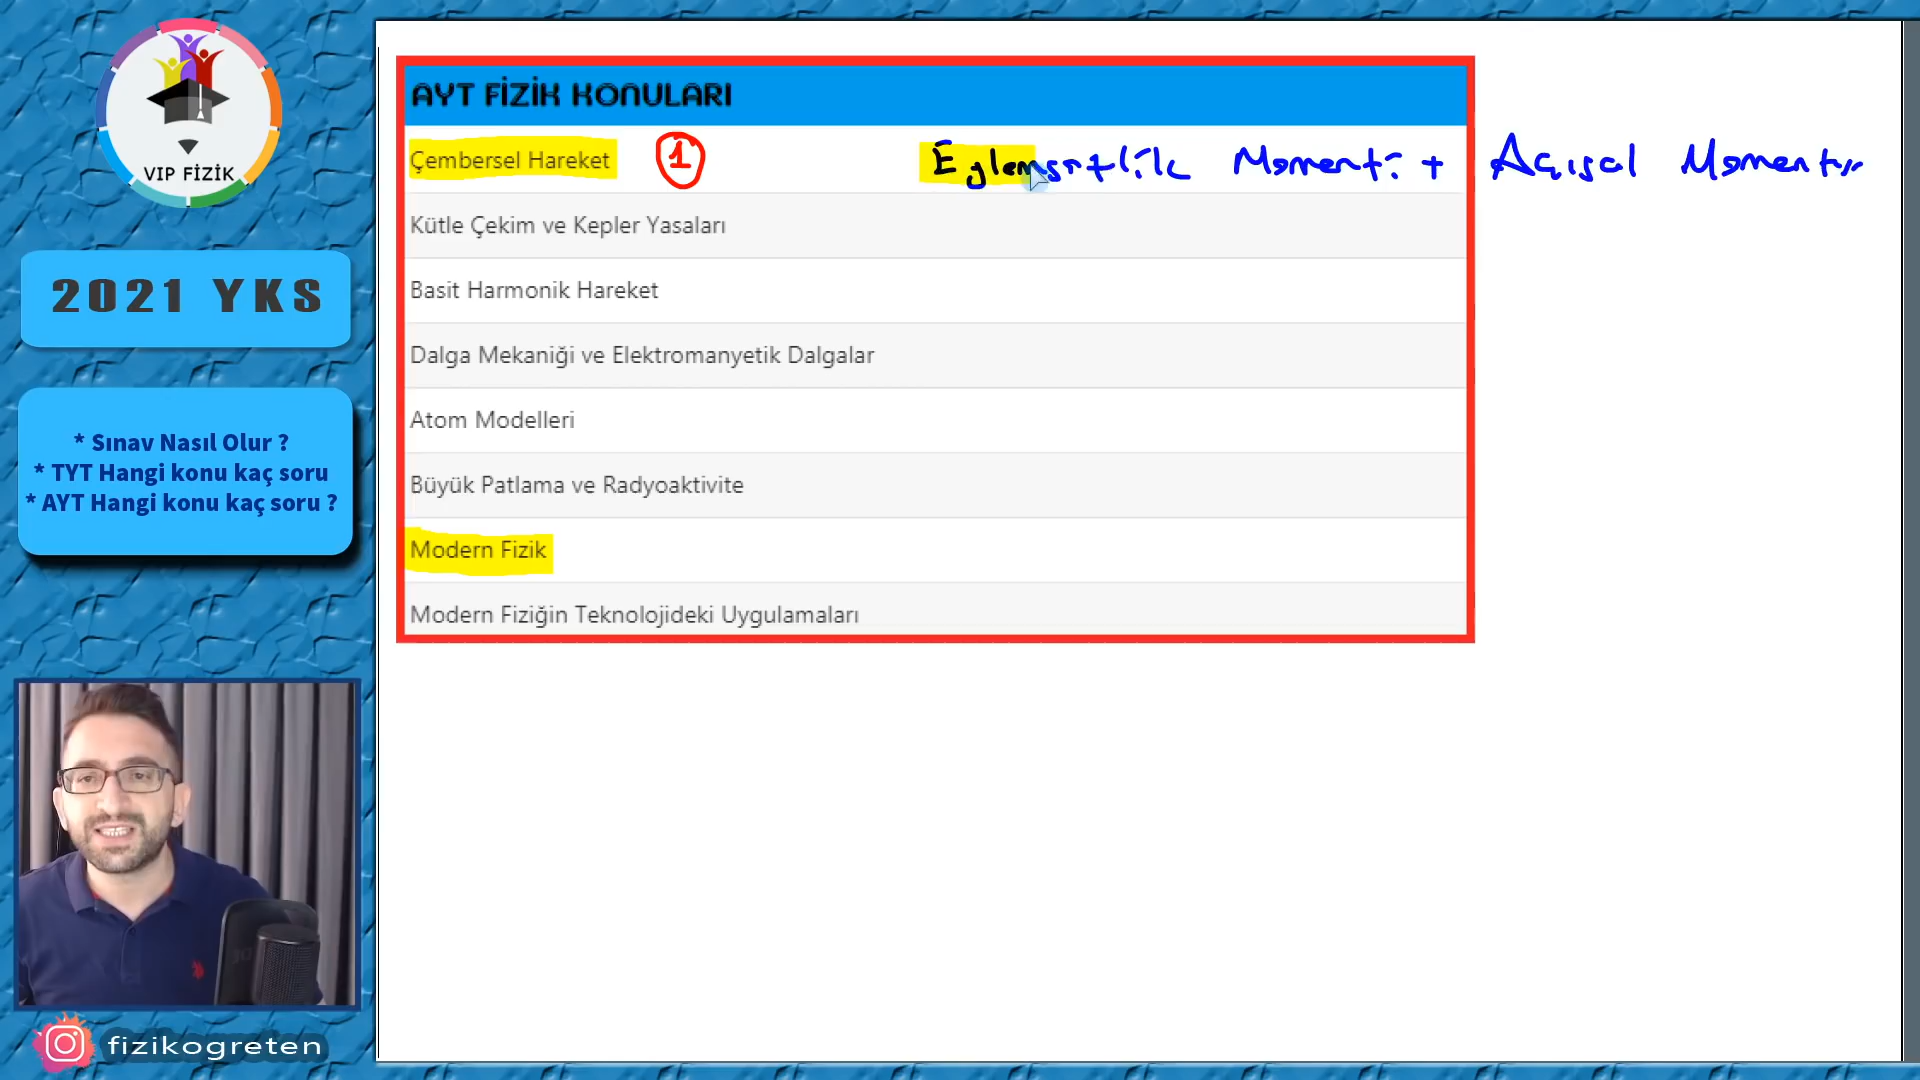 VIP FİZİK
2021 YKS
* Sınav Nasıl Olur ?
* TYT Hangi konu kaç soru
* AYT Hangi konu kaç soru ?
fizikogreten
AYT FİZİK KONULARI
Çembersel Hareket 1 Eylemsizlik Momenti + Açısal Momentum
Kütle Çekim ve Kepler Yasaları
Basit Harmonik Hareket
Dalga Mekaniği ve Elektromanyetik Dalgalar
Atom Modelleri
Büyük Patlama ve Radyoaktivite
Modern Fizik
Modern Fiziğin Teknolojideki Uygulamaları